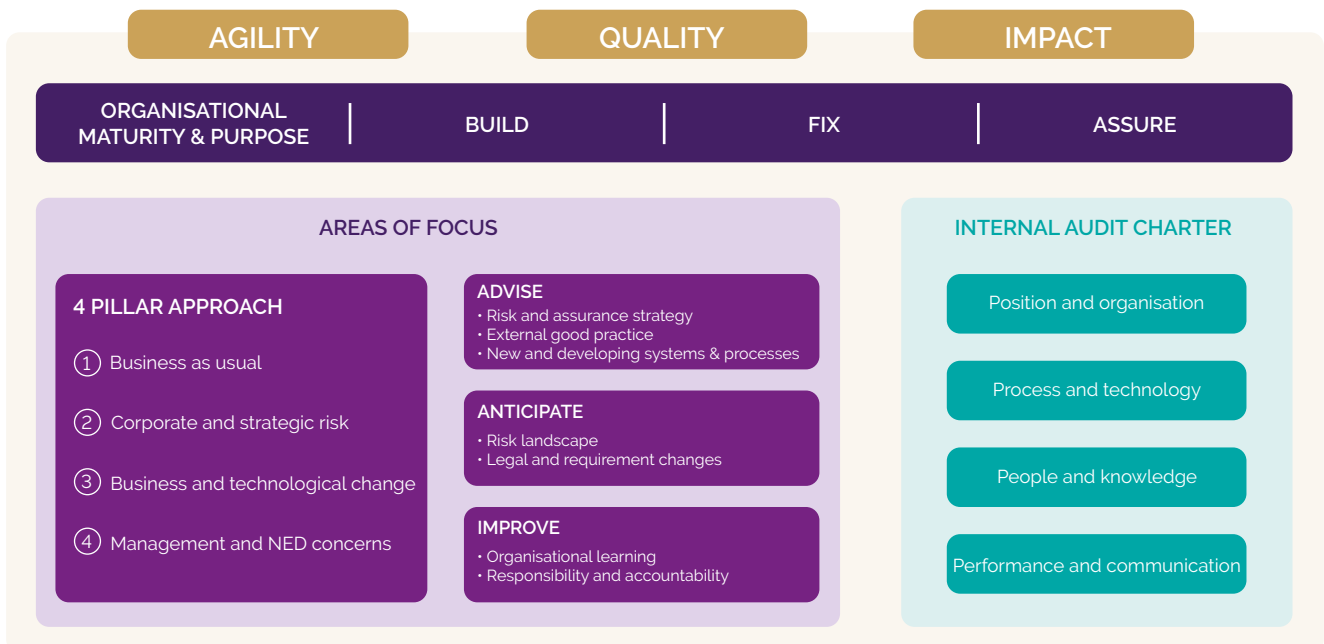 AGILITY
QUALITY
IMPACT
ORGANISATIONAL
MATURITY & PURPOSE
BUILD
FIX
ASSURE
AREAS OF FOCUS
4 PILLAR APPROACH
1 Business as usual
2 Corporate and strategic risk
3 Business and technological change
4 Management and NED concerns
ADVISE
• Risk and assurance strategy
• External good practice
• New and developing systems & processes
ANTICIPATE
• Risk landscape
• Legal and requirement changes
IMPROVE
• Organisational learning
• Responsibility and accountability
INTERNAL AUDIT CHARTER
Position and organisation
Process and technology
People and knowledge
Performance and communication